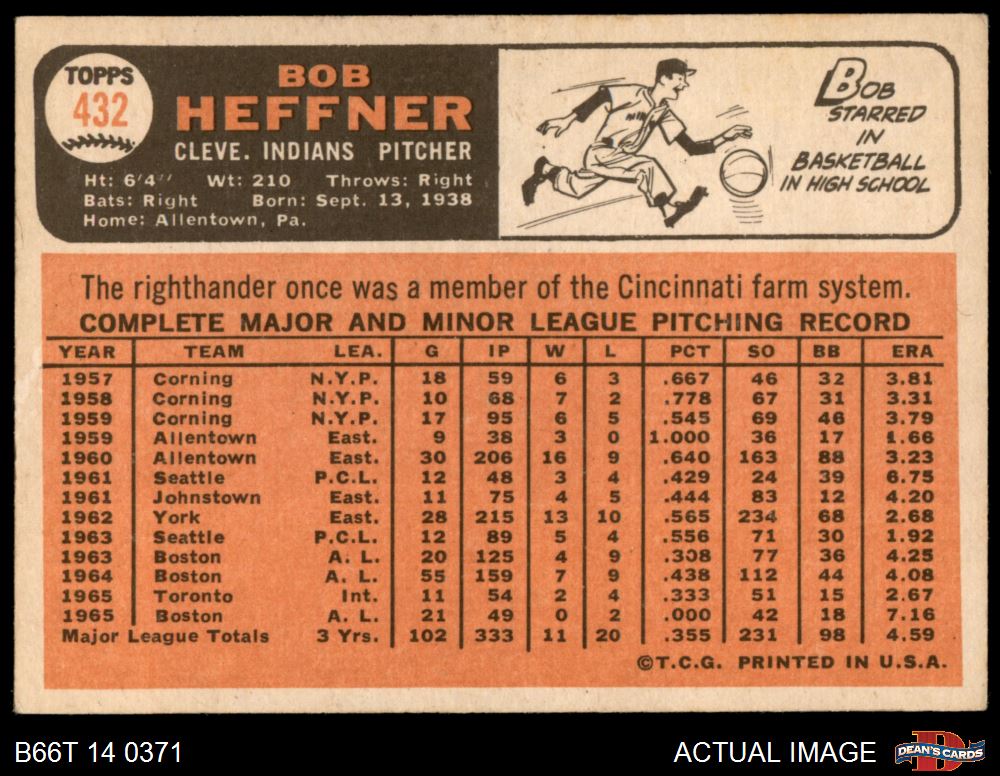 TOPPS
432
BOB
HEFFNER
CLEVE. INDIANS PITCHER
Ht: 6'4" Wt: 210 Throws: Right
Bats: Right Born: Sept. 13, 1938
Home: Allentown, Pa.
BOB
STARRED
IN
BASKETBALL
IN HIGH SCHOOL
The righthander once was a member of the Cincinnati farm system.
COMPLETE MAJOR AND MINOR LEAGUE PITCHING RECORD
YEAR TEAM LEA. G IP W L PCT SO BB ERA
1957 Corning N.Y.P. 18 59 6 3 .667 46 32 3.81
1958 Corning N.Y.P. 10 68 7 2 .778 67 31 3.31
1959 Corning N.Y.P. 17 95 6 5 .545 69 46 3.79
1959 Allentown East. 9 38 3 0 1.000 36 17 1.66
1960 Allentown East. 30 206 16 9 .640 163 88 3.23
1961 Seattle P.C.L. 12 48 3 4 .429 24 39 6.75
1961 Johnstown East. 11 75 4 5 .444 83 12 4.20
1962 York East. 28 215 13 10 .565 234 68 2.68
1963 Seattle P.C.L. 12 89 5 4 .556 71 30 1.92
1963 Boston A. L. 20 125 4 9 .308 77 36 4.25
1964 Boston A. L. 55 159 7 9 .438 112 44 4.08
1965 Toronto Int. 11 54 2 4 .333 51 15 2.67
1965 Boston A. L. 21 49 0 2 .000 42 18 7.16
Major League Totals 3 Yrs. 102 333 11 20 .355 231 98 4.59
©T.C.G. PRINTED IN U.S.A.
B66T 14 0371 ACTUAL IMAGE DEAN'S CARDS